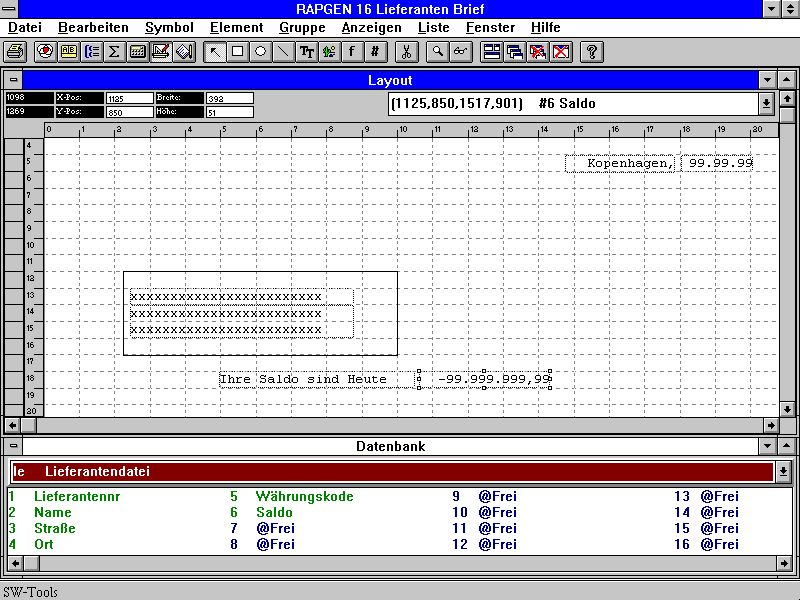 RAPGEN 16 Lieferanten Brief
Datei Bearbeiten Symbol Element Gruppe Anzeigen Liste Fenster Hilfe
AB Σ TT f # ?
Layout
1098 X-Pos: 1125 Breite: 392
1269 Y-Pos: 850 Höhe: 51
(1125,850,1517,901) #6 Saldo
0 1 2 3 4 5 6 7 8 9 10 11 12 13 14 15 16 17 18 19 20
4
5
6
7
8
9
10
11
12
13
14
15
16
17
18
19
20
Kopenhagen, 99.99.99
xxxxxxxxxxxxxxxxxxxxxxxx
xxxxxxxxxxxxxxxxxxxxxxxx
xxxxxxxxxxxxxxxxxxxxxxxx
Ihre Saldo sind Heute -99.999.999,99
Datenbank
le Lieferantendatei
1 Lieferantennr 5 Währungskode 9 @Frei 13 @Frei
2 Name 6 Saldo 10 @Frei 14 @Frei
3 Straße 7 @Frei 11 @Frei 15 @Frei
4 Ort 8 @Frei 12 @Frei 16 @Frei
SW-Tools